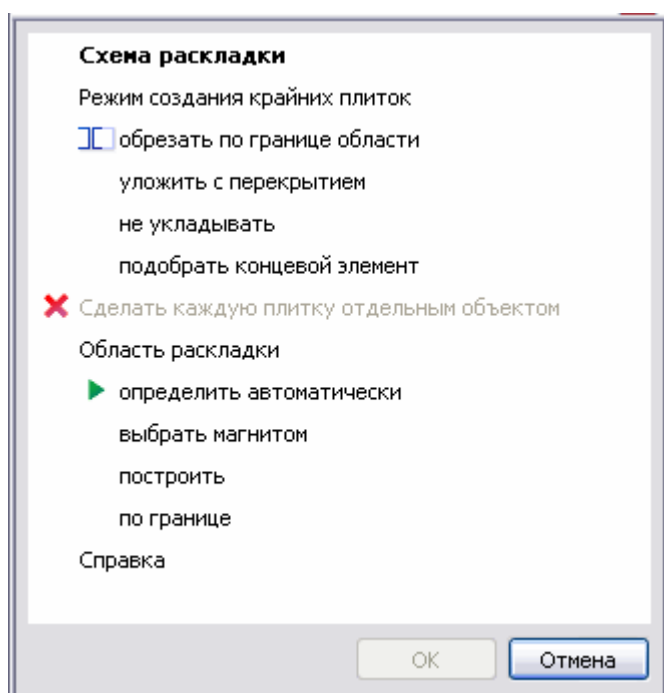 Схема раскладки
Режим создания крайних плиток
обрезать по границе области
уложить с перекрытием
не укладывать
подобрать концевой элемент
Сделать каждую плитку отдельным объектом
Область раскладки
определить автоматически
выбрать магнитом
построить
по границе
Справка
OK
Отмена